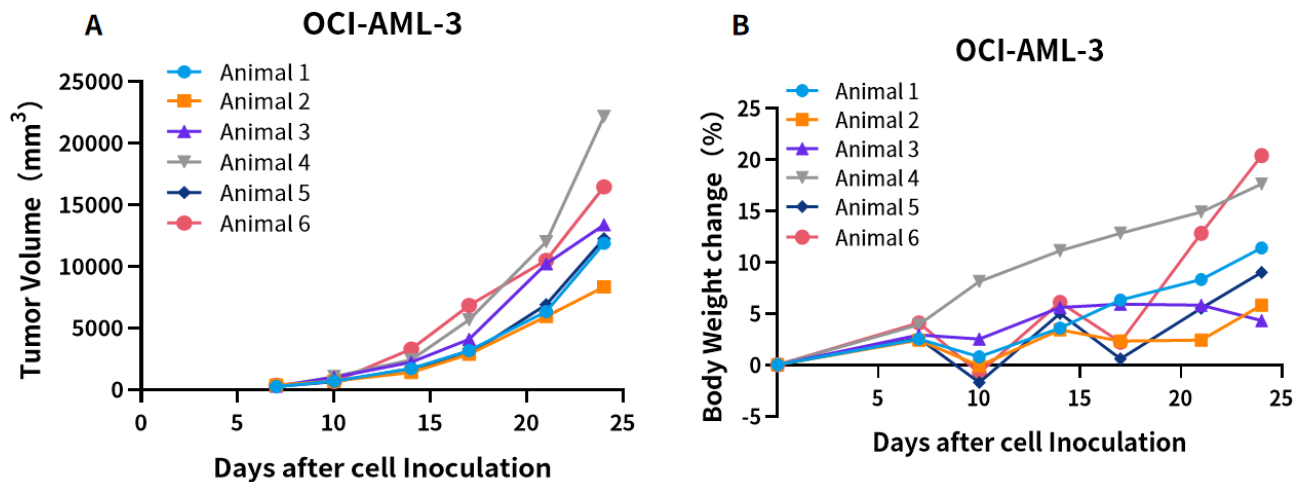 A
OCI-AML-3
Tumor Volume (mm³)
25000
20000
15000
10000
5000
0
Animal 1
Animal 2
Animal 3
Animal 4
Animal 5
Animal 6
0 5 10 15 20 25
Days after cell Inoculation
B
OCI-AML-3
Body Weight change (%)
25
20
15
10
5
0
-5
Animal 1
Animal 2
Animal 3
Animal 4
Animal 5
Animal 6
5 10 15 20 25
Days after cell Inoculation